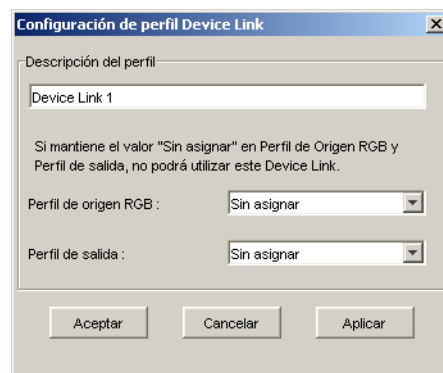 Configuración de perfil Device Link
Descripción del perfil
Device Link 1
Si mantiene el valor "Sin asignar" en Perfil de Origen RGB y
Perfil de salida, no podrá utilizar este Device Link.
Perfil de origen RGB : Sin asignar
Perfil de salida : Sin asignar
Aceptar Cancelar Aplicar